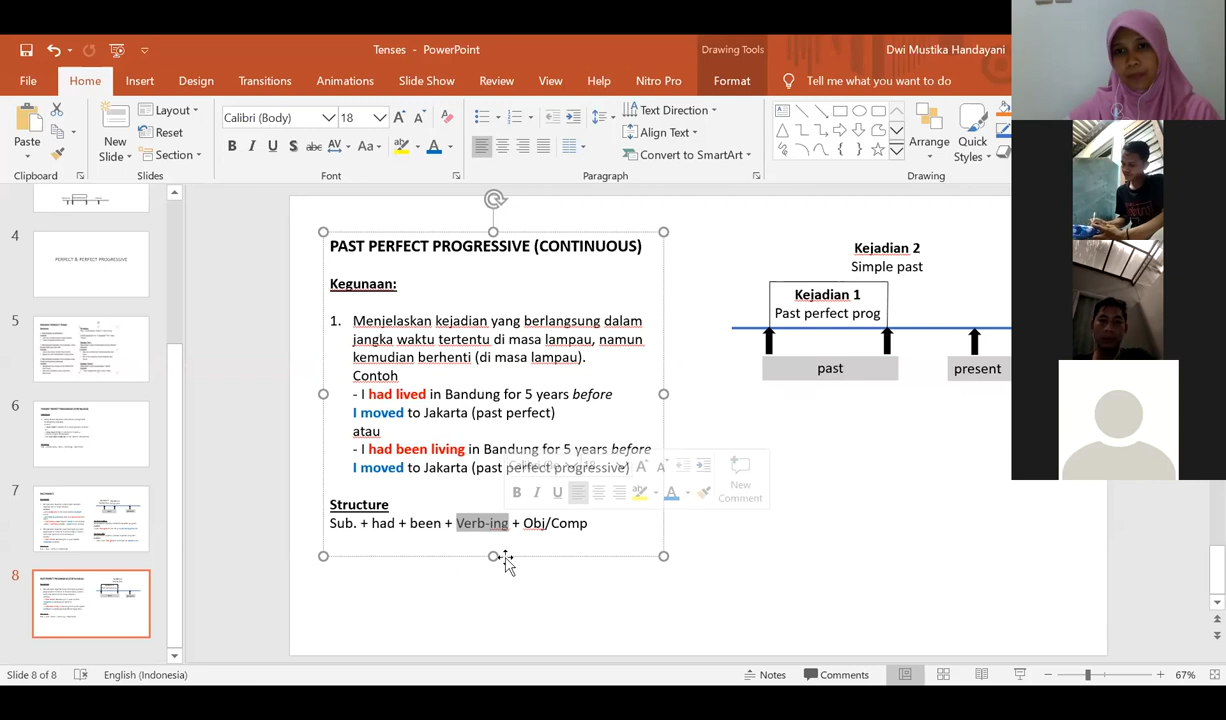 Tenses - PowerPoint
Drawing Tools
Dwi Mustika Handayani
File
Home
Insert
Design
Transitions
Animations
Slide Show
Review
View
Help
Nitro Pro
Format
Tell me what you want to do
Paste
Clipboard
New
Slide
Layout
Reset
Section
Slides
Calibri (Body)
18
Font
Paragraph
Text Direction
Align Text
Convert to SmartArt
Arrange
Quick
Styles
Drawing
4
PERFECT & PERFECT PROGRESSIVE
5
6
7
8
PAST PERFECT PROGRESSIVE (CONTINUOUS)
Kegunaan:
1. Menjelaskan kejadian yang berlangsung dalam
jangka waktu tertentu di masa lampau, namun
kemudian berhenti (di masa lampau).
Contoh
- I had lived in Bandung for 5 years before
I moved to Jakarta (past perfect)
atau
- I had been living in Bandung for 5 years before
I moved to Jakarta (past perfect progressive)
Structure
Sub. + had + been + Verb-ing + Obj/Comp
New
Comment
Kejadian 2
Simple past
Kejadian 1
Past perfect prog
past
present
Slide 8 of 8
English (Indonesia)
Notes
Comments
67%